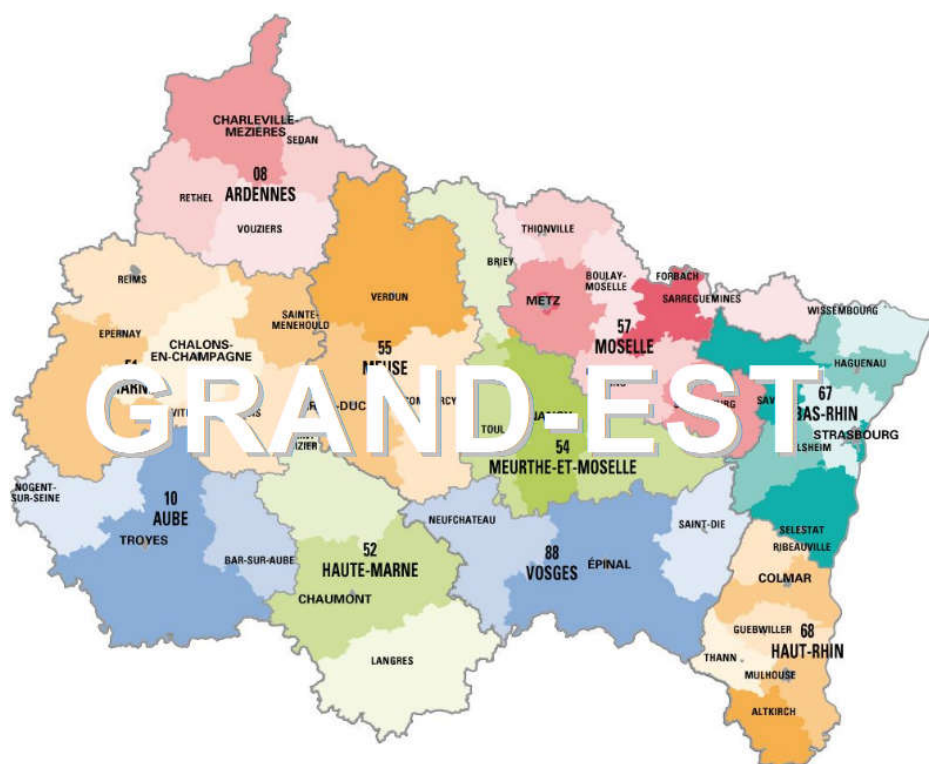 CHARLEVILLE-
MEZIERES
SEDAN
08
ARDENNES
RETHEL
VOUZIERS
THIONVILLE
BRIEY
REIMS
BOULAY-
MOSELLE
FORBACH
VERDUN
METZ
SARREGUEMINES
WISSEMBOURG
SAINTE-
MENEHOULD
EPERNAY
57
MOSELLE
CHALONS-
EN-CHAMPAGNE
55
MEUSE
HAGUENAU
GRAND-EST
67
BAS-RHIN
TOUL
STRASBOURG
54
MEURTHE-ET-MOSELLE
NOGENT-
SUR-SEINE
10
AUBE
TROYES
NEUFCHATEAU
SAINT-DIE
SELESTAT
RIBEAUVILLE
BAR-SUR-AUBE
52
HAUTE-MARNE
88
VOSGES
ÉPINAL
COLMAR
CHAUMONT
GUEBWILLER
68
HAUT-RHIN
LANGRES
THANN
MULHOUSE
ALTKIRCH